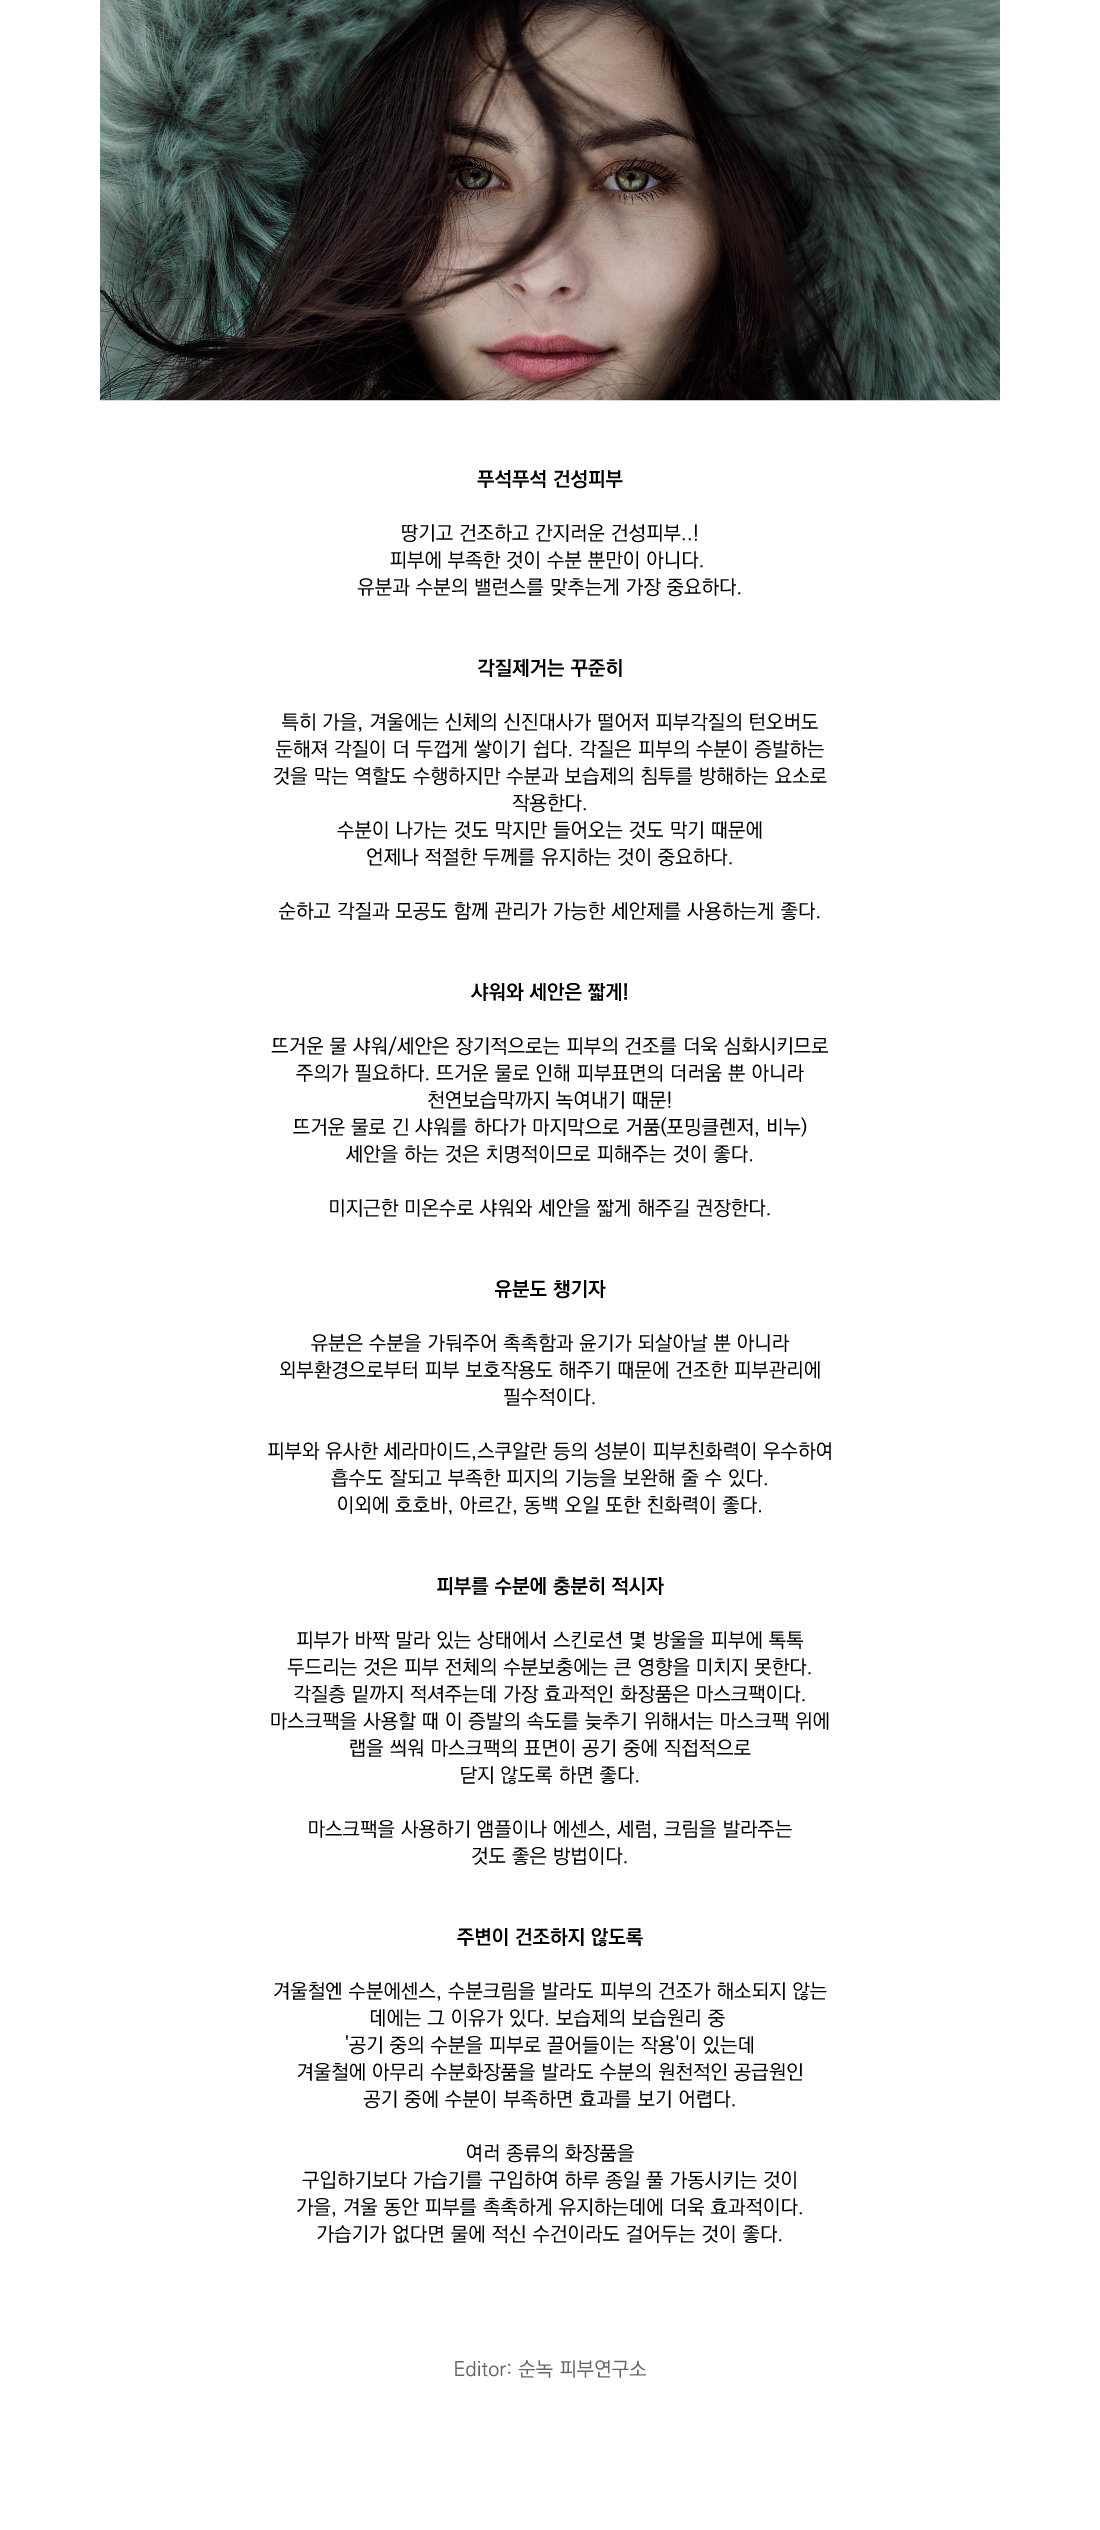 푸석푸석 건성피부
땅기고 건조하고 간지러운 건성피부..!
피부에 부족한 것이 수분 뿐만이 아니다.
유분과 수분의 밸런스를 맞추는게 가장 중요하다.
각질제거는 꾸준히
특히 가을, 겨울에는 신체의 신진대사가 떨어저 피부각질의 턴오버도
둔해져 각질이 더 두껍게 쌓이기 쉽다. 각질은 피부의 수분이 증발하는
것을 막는 역할도 수행하지만 수분과 보습제의 침투를 방해하는 요소로
작용한다.
수분이 나가는 것도 막지만 들어오는 것도 막기 때문에
언제나 적절한 두께를 유지하는 것이 중요하다.
순하고 각질과 모공도 함께 관리가 가능한 세안제를 사용하는게 좋다.
샤워와 세안은 짧게!
뜨거운 물 샤워/세안은 장기적으로는 피부의 건조를 더욱 심화시키므로
주의가 필요하다. 뜨거운 물로 인해 피부표면의 더러움 뿐 아니라
천연보습막까지 녹여내기 때문!
뜨거운 물로 긴 샤워를 하다가 마지막으로 거품(포밍클렌저, 비누)
세안을 하는 것은 치명적이므로 피해주는 것이 좋다.
미지근한 미온수로 샤워와 세안을 짧게 해주길 권장한다.
유분도 챙기자
유분은 수분을 가둬주어 촉촉함과 윤기가 되살아날 뿐 아니라
외부환경으로부터 피부 보호작용도 해주기 때문에 건조한 피부관리에
필수적이다.
피부와 유사한 세라마이드,스쿠알란 등의 성분이 피부친화력이 우수하여
흡수도 잘되고 부족한 피지의 기능을 보완해 줄 수 있다.
이외에 호호바, 아르간, 동백 오일 또한 친화력이 좋다.
피부를 수분에 충분히 적시자
피부가 바짝 말라 있는 상태에서 스킨로션 몇 방울을 피부에 톡톡
두드리는 것은 피부 전체의 수분보충에는 큰 영향을 미치지 못한다.
각질층 밑까지 적셔주는데 가장 효과적인 화장품은 마스크팩이다.
마스크팩을 사용할 때 이 증발의 속도를 늦추기 위해서는 마스크팩 위에
랩을 씌워 마스크팩의 표면이 공기 중에 직접적으로
닫지 않도록 하면 좋다.
마스크팩을 사용하기 앰플이나 에센스, 세럼, 크림을 발라주는
것도 좋은 방법이다.
주변이 건조하지 않도록
겨울철엔 수분에센스, 수분크림을 발라도 피부의 건조가 해소되지 않는
데에는 그 이유가 있다. 보습제의 보습원리 중
'공기 중의 수분을 피부로 끌어들이는 작용'이 있는데
겨울철에 아무리 수분화장품을 발라도 수분의 원천적인 공급원인
공기 중에 수분이 부족하면 효과를 보기 어렵다.
여러 종류의 화장품을
구입하기보다 가습기를 구입하여 하루 종일 풀 가동시키는 것이
가을, 겨울 동안 피부를 촉촉하게 유지하는데에 더욱 효과적이다.
가습기가 없다면 물에 적신 수건이라도 걸어두는 것이 좋다.
Editor: 순녹 피부연구소